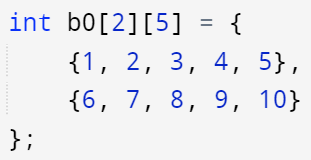 int b0[2][5] = {
    {1, 2, 3, 4, 5},
    {6, 7, 8, 9, 10}
};